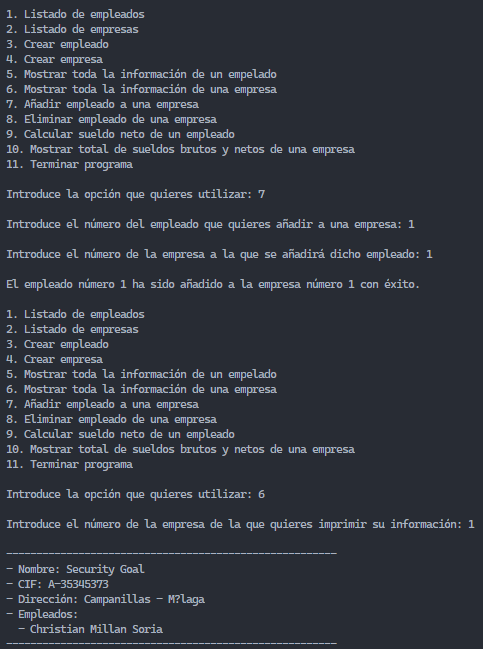 1. Listado de empleados
2. Listado de empresas
3. Crear empleado
4. Crear empresa
5. Mostrar toda la información de un empelado
6. Mostrar toda la información de una empresa
7. Añadir empleado a una empresa
8. Eliminar empleado de una empresa
9. Calcular sueldo neto de un empleado
10. Mostrar total de sueldos brutos y netos de una empresa
11. Terminar programa
Introduce la opción que quieres utilizar: 7
Introduce el número del empleado que quieres añadir a una empresa: 1
Introduce el número de la empresa a la que se añadirá dicho empleado: 1
El empleado número 1 ha sido añadido a la empresa número 1 con éxito.
1. Listado de empleados
2. Listado de empresas
3. Crear empleado
4. Crear empresa
5. Mostrar toda la información de un empelado
6. Mostrar toda la información de una empresa
7. Añadir empleado a una empresa
8. Eliminar empleado de una empresa
9. Calcular sueldo neto de un empleado
10. Mostrar total de sueldos brutos y netos de una empresa
11. Terminar programa
Introduce la opción que quieres utilizar: 6
Introduce el número de la empresa de la que quieres imprimir su información: 1
-------------------------------------------------------
- Nombre: Security Goal
- CIF: A-35345373
- Dirección: Campanillas - M?laga
- Empleados:
  - Christian Millan Soria
-------------------------------------------------------